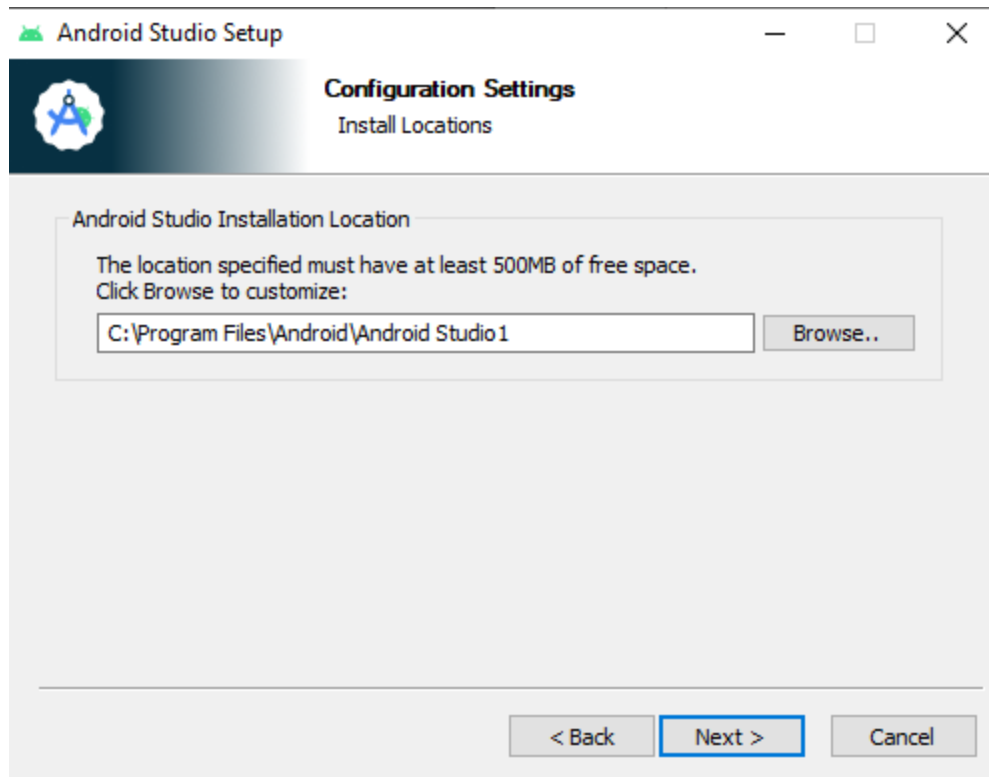 Android Studio Setup
Configuration Settings
Install Locations
Android Studio Installation Location
The location specified must have at least 500MB of free space.
Click Browse to customize:
C:\Program Files\Android\Android Studio1
Browse..
< Back
Next >
Cancel